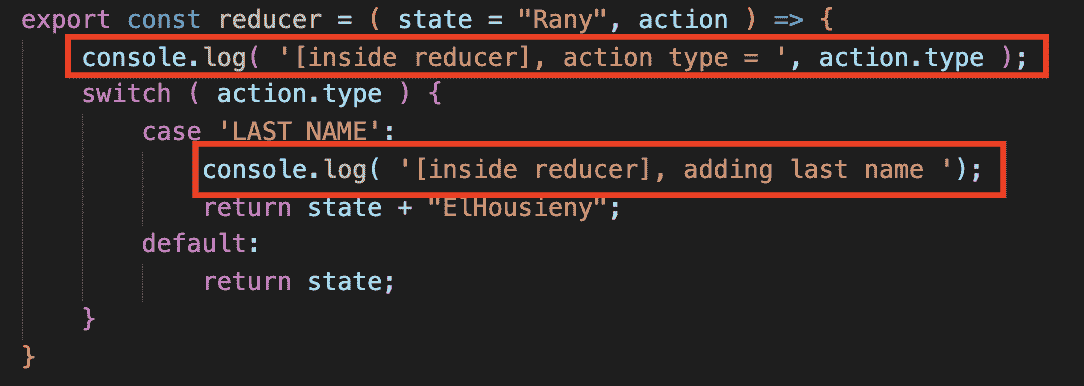 export const reducer = ( state = "Rany", action ) => {
console.log( '[inside reducer], action type = ', action.type );
switch ( action.type ) {
case 'LAST_NAME':
console.log( '[inside reducer], adding last name ');
return state + "ElHousieny";
default:
return state;
}
}